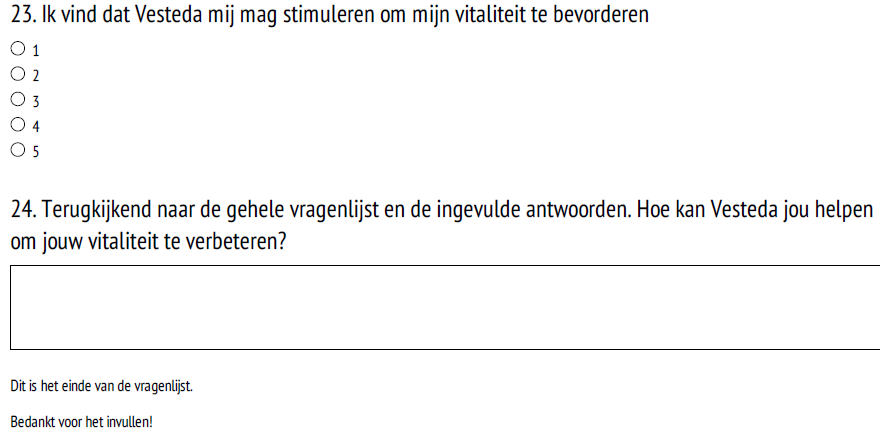 23. Ik vind dat Vesteda mij mag stimuleren om mijn vitaliteit te bevorderen
1
2
3
4
5
24. Terugkijkend naar de gehele vragenlijst en de ingevulde antwoorden. Hoe kan Vesteda jou helpen
om jouw vitaliteit te verbeteren?
Dit is het einde van de vragenlijst.
Bedankt voor het invullen!